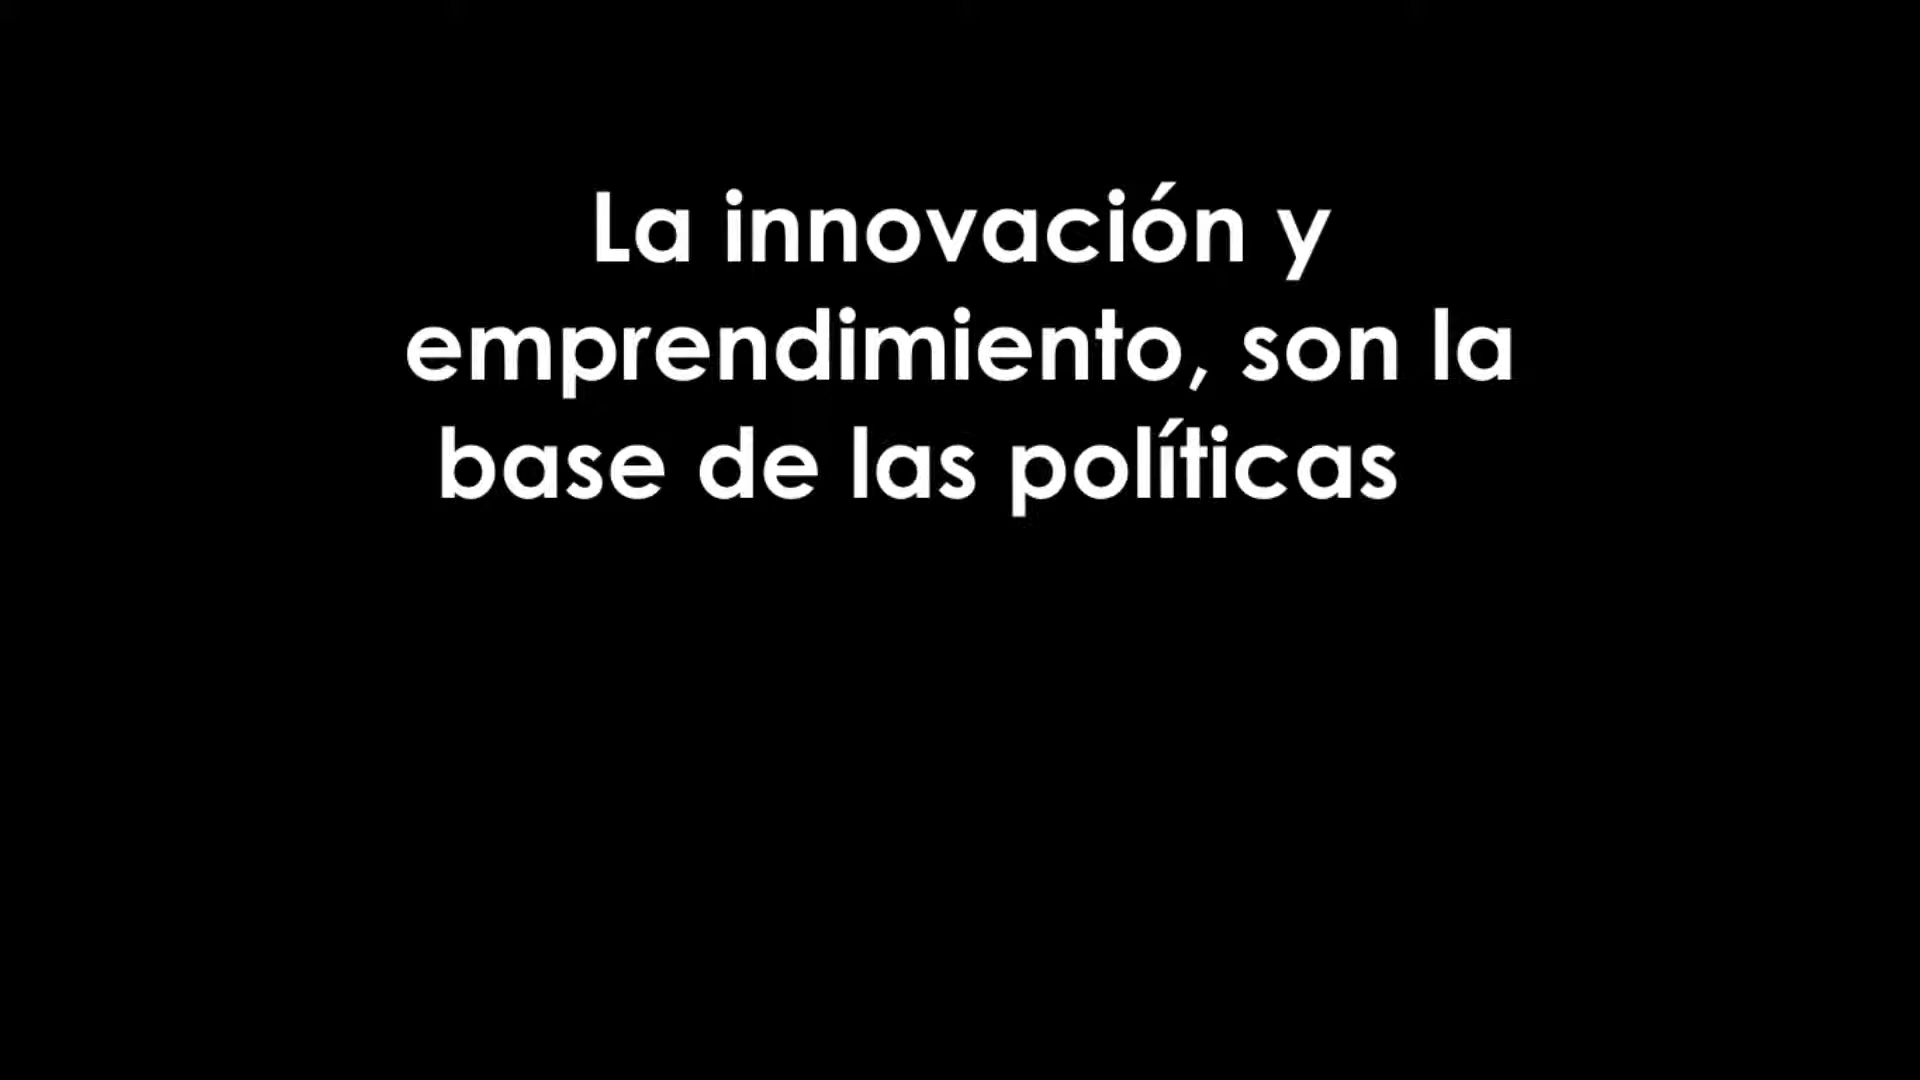 La innovación y
emprendimiento, son la
base de las políticas